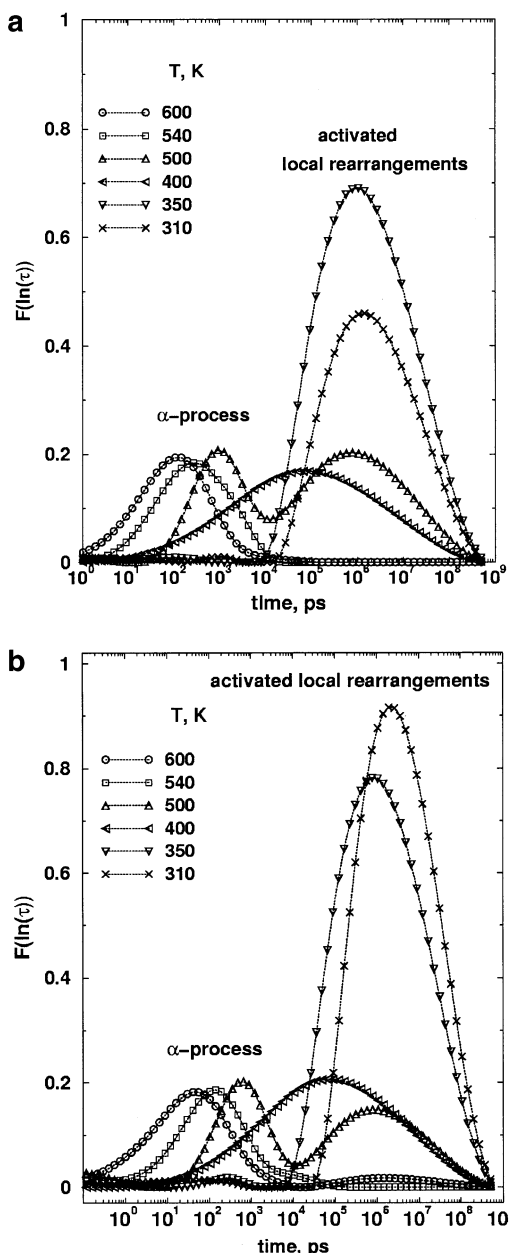 a
1
0.8
0.6
0.4
0.2
0
F(ln(τ))
T, K
600
540
500
400
350
310
activated
local rearrangements
α-process
10⁰ 10¹ 10² 10³ 10⁴ 10⁵ 10⁶ 10⁷ 10⁸ 10⁹
time, ps
b
1
0.8
0.6
0.4
0.2
0
F(ln(τ))
activated local rearrangements
T, K
600
540
500
400
350
310
α-process
10⁰ 10¹ 10² 10³ 10⁴ 10⁵ 10⁶ 10⁷ 10⁸ 10
time, ps